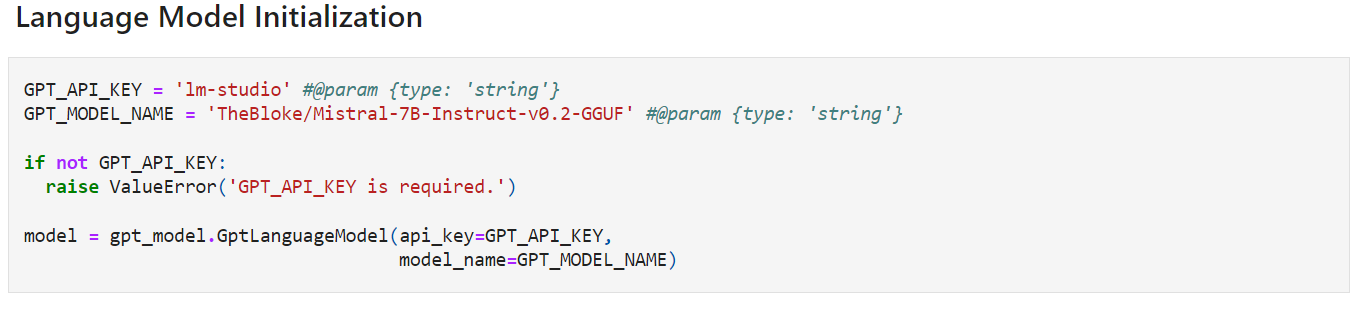 Language Model Initialization
GPT_API_KEY = 'lm-studio' #@param {type: 'string'}
GPT_MODEL_NAME = 'TheBloke/Mistral-7B-Instruct-v0.2-GGUF' #@param {type: 'string'}
if not GPT_API_KEY:
  raise ValueError('GPT_API_KEY is required.')
model = gpt_model.GptLanguageModel(api_key=GPT_API_KEY,
                                   model_name=GPT_MODEL_NAME)